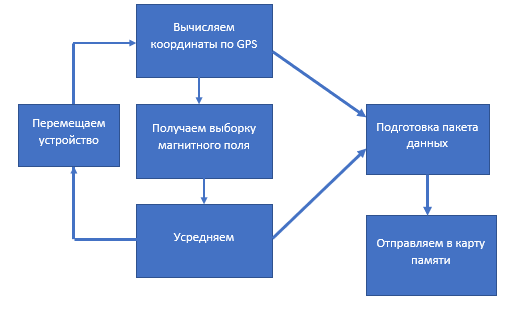 Вычисляем
координаты по GPS
Перемещаем
устройство
Получаем выборку
магнитного поля
Подготовка пакета
данных
Усредняем
Отправляем в карту
памяти